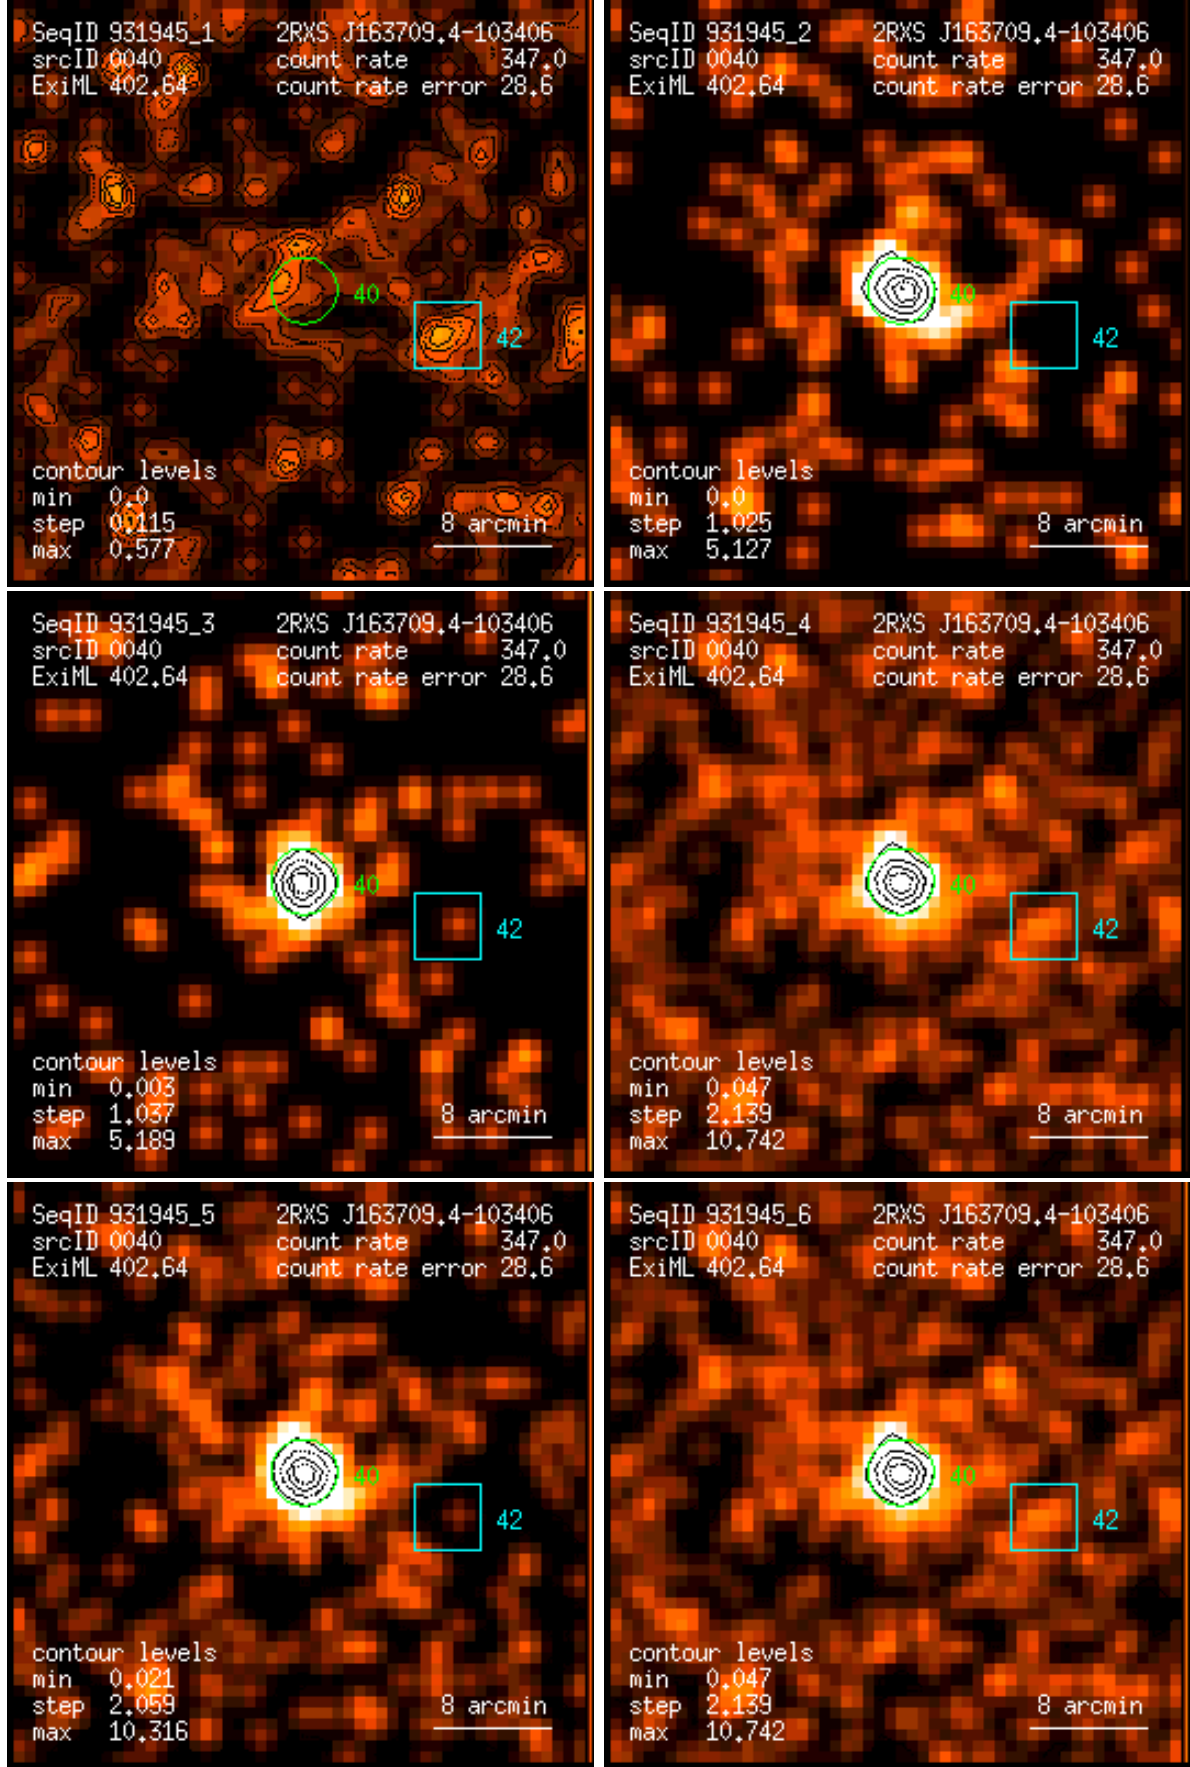 SeqID 931945_1 2RXS J163709.4-103406
srcID 0040 count rate 347.0
ExiML 402.64 count rate error 28.6
40
42
contour levels
min 0.0
step 0.115 8 arcmin
max 0.577
SeqID 931945_2 2RXS J163709.4-103406
srcID 0040 count rate 347.0
ExiML 402.64 count rate error 28.6
40
42
contour levels
min 0.0
step 1.025 8 arcmin
max 5.127
SeqID 931945_3 2RXS J163709.4-103406
srcID 0040 count rate 347.0
ExiML 402.64 count rate error 28.6
40
42
contour levels
min 0.003
step 1.037 8 arcmin
max 5.189
SeqID 931945_4 2RXS J163709.4-103406
srcID 0040 count rate 347.0
ExiML 402.64 count rate error 28.6
40
42
contour levels
min 0.047
step 2.139 8 arcmin
max 10.742
SeqID 931945_5 2RXS J163709.4-103406
srcID 0040 count rate 347.0
ExiML 402.64 count rate error 28.6
40
42
contour levels
min 0.021
step 2.059 8 arcmin
max 10.316
SeqID 931945_6 2RXS J163709.4-103406
srcID 0040 count rate 347.0
ExiML 402.64 count rate error 28.6
40
42
contour levels
min 0.047
step 2.139 8 arcmin
max 10.742